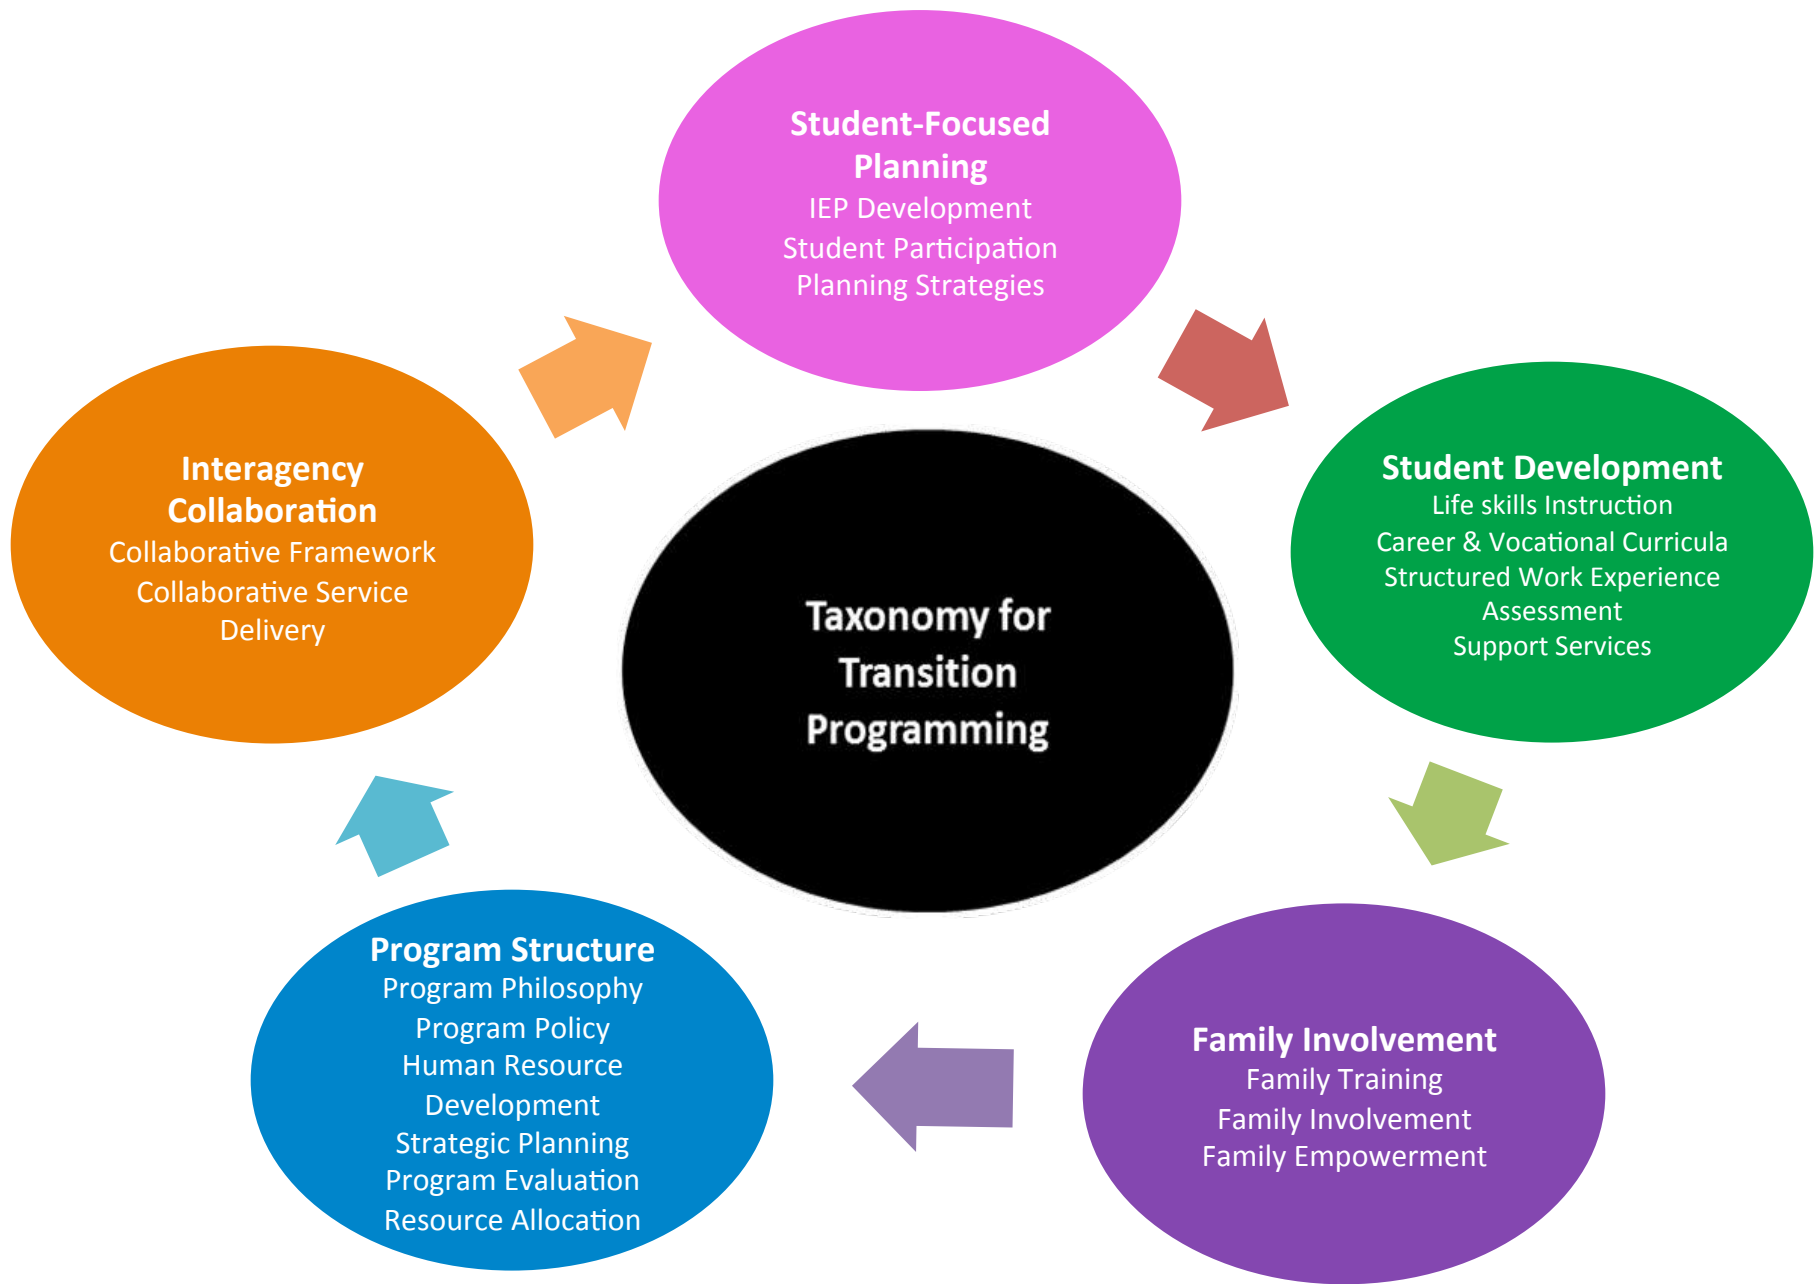 Student-Focused
Planning
IEP Development
Student Participation
Planning Strategies
Student Development
Life skills Instruction
Career & Vocational Curricula
Structured Work Experience
Assessment
Support Services
Family Involvement
Family Training
Family Involvement
Family Empowerment
Program Structure
Program Philosophy
Program Policy
Human Resource
Development
Strategic Planning
Program Evaluation
Resource Allocation
Interagency
Collaboration
Collaborative Framework
Collaborative Service
Delivery
Taxonomy for
Transition
Programming